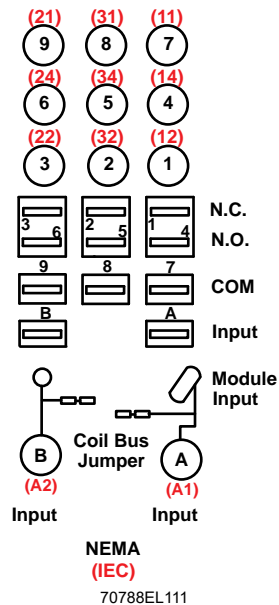 (21) (31) (11)
9 8 7
(24) (34) (14)
6 5 4
(22) (32) (12)
3 2 1
N.C.
3 6 2 5 1 4
N.O.
9 8 7
COM
B A
Input
Module
Input
Coil Bus
Jumper
B A
(A2) (A1)
Input Input
NEMA
(IEC)
70788EL111